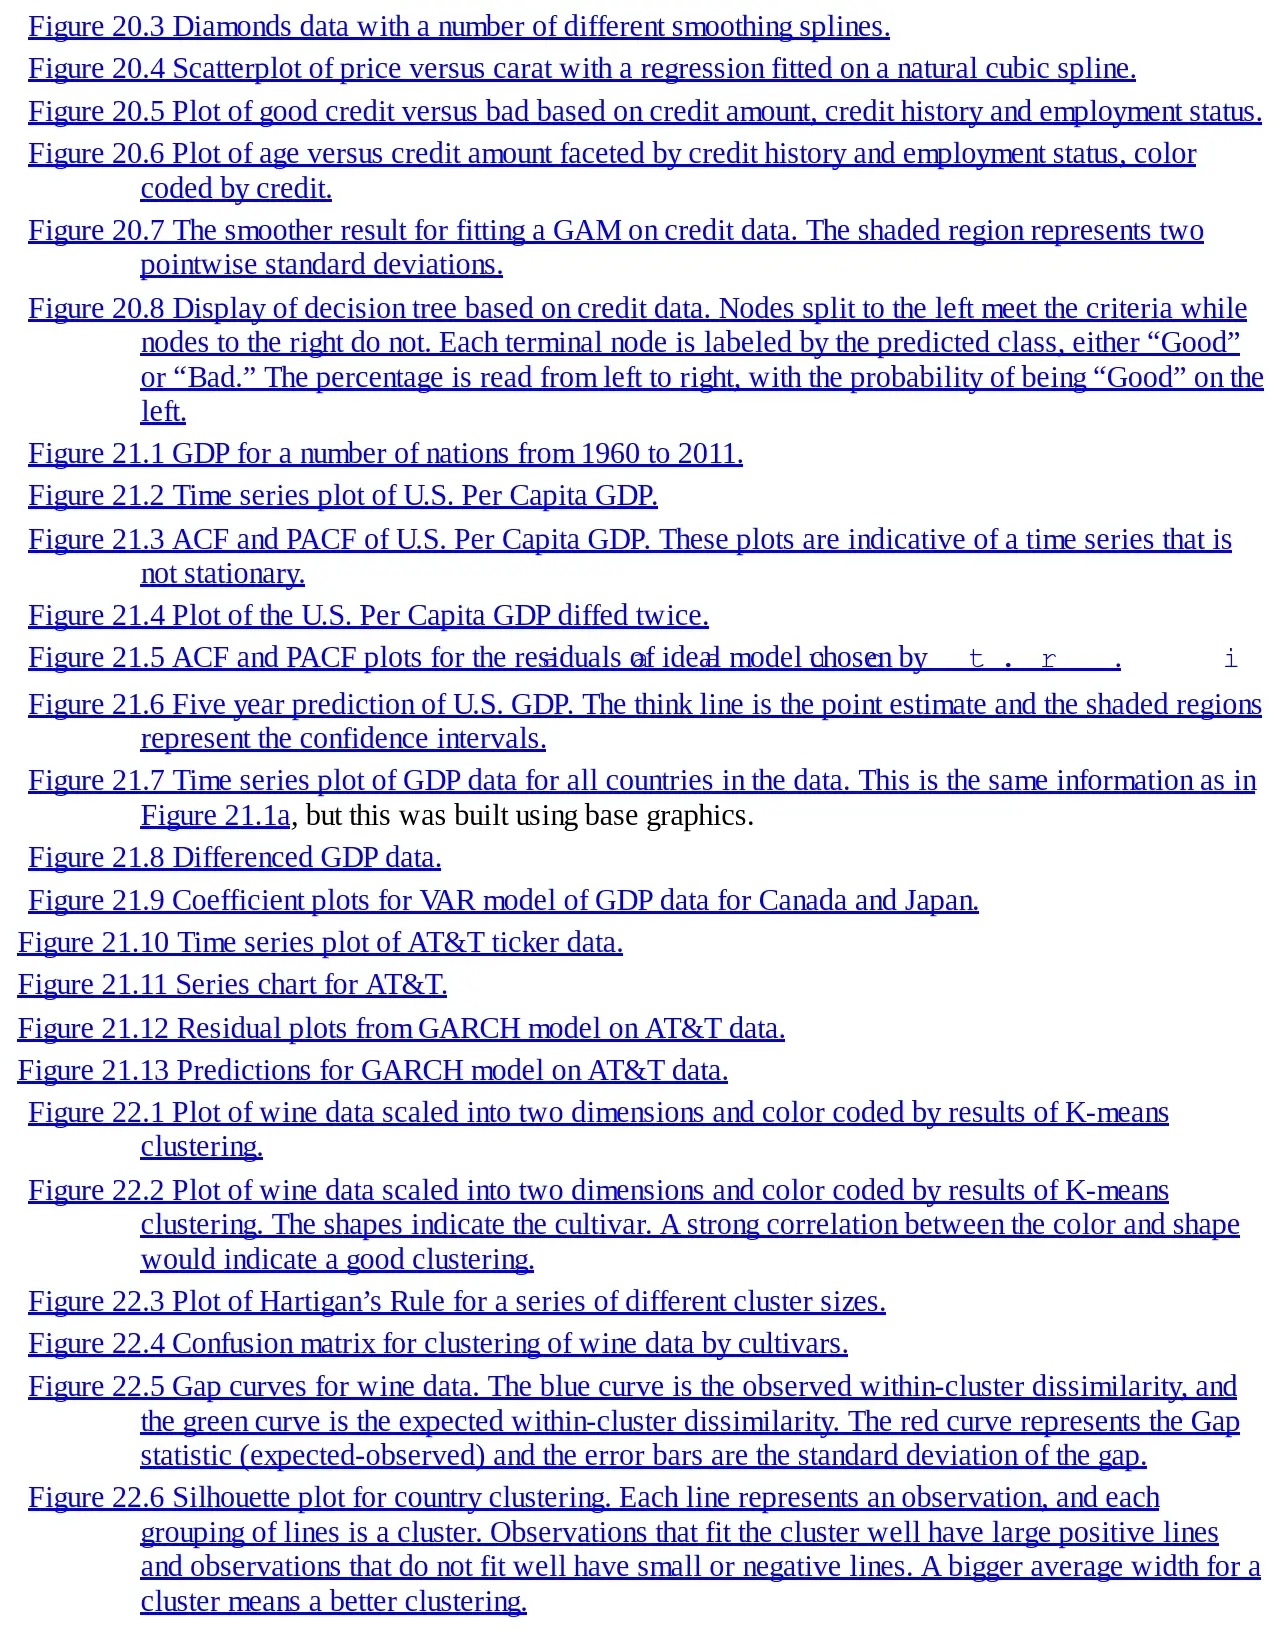 Figure 20.3 Diamonds data with a number of different smoothing splines.
Figure 20.4 Scatterplot of price versus carat with a regression fitted on a natural cubic spline.
Figure 20.5 Plot of good credit versus bad based on credit amount, credit history and employment status.
Figure 20.6 Plot of age versus credit amount faceted by credit history and employment status, color
coded by credit.
Figure 20.7 The smoother result for fitting a GAM on credit data. The shaded region represents two
pointwise standard deviations.
Figure 20.8 Display of decision tree based on credit data. Nodes split to the left meet the criteria while
nodes to the right do not. Each terminal node is labeled by the predicted class, either “Good”
or “Bad.” The percentage is read from left to right, with the probability of being “Good” on the
left.
Figure 21.1 GDP for a number of nations from 1960 to 2011.
Figure 21.2 Time series plot of U.S. Per Capita GDP.
Figure 21.3 ACF and PACF of U.S. Per Capita GDP. These plots are indicative of a time series that is
not stationary.
Figure 21.4 Plot of the U.S. Per Capita GDP diffed twice.
Figure 21.5 ACF and PACF plots for the residuals of ideal model chosen by
Figure 21.6 Five year prediction of U.S. GDP. The think line is the point estimate and the shaded regions
represent the confidence intervals.
Figure 21.7 Time series plot of GDP data for all countries in the data. This is the same information as in
Figure 21.1a, but this was built using base graphics.
Figure 21.8 Differenced GDP data.
Figure 21.9 Coefficient plots for VAR model of GDP data for Canada and Japan.
Figure 21.10 Time series plot of AT&T ticker data.
Figure 21.11 Series chart for AT&T.
Figure 21.12 Residual plots from GARCH model on AT&T data.
Figure 21.13 Predictions for GARCH model on AT&T data.
Figure 22.1 Plot of wine data scaled into two dimensions and color coded by results of K-means
clustering.
Figure 22.2 Plot of wine data scaled into two dimensions and color coded by results of K-means
clustering. The shapes indicate the cultivar. A strong correlation between the color and shape
would indicate a good clustering.
Figure 22.3 Plot of Hartigan’s Rule for a series of different cluster sizes.
Figure 22.4 Confusion matrix for clustering of wine data by cultivars.
Figure 22.5 Gap curves for wine data. The blue curve is the observed within-cluster dissimilarity, and
the green curve is the expected within-cluster dissimilarity. The red curve represents the Gap
statistic (expected-observed) and the error bars are the standard deviation of the gap.
Figure 22.6 Silhouette plot for country clustering. Each line represents an observation, and each
grouping of lines is a cluster. Observations that fit the cluster well have large positive lines
and observations that do not fit well have small or negative lines. A bigger average width for a
cluster means a better clustering.